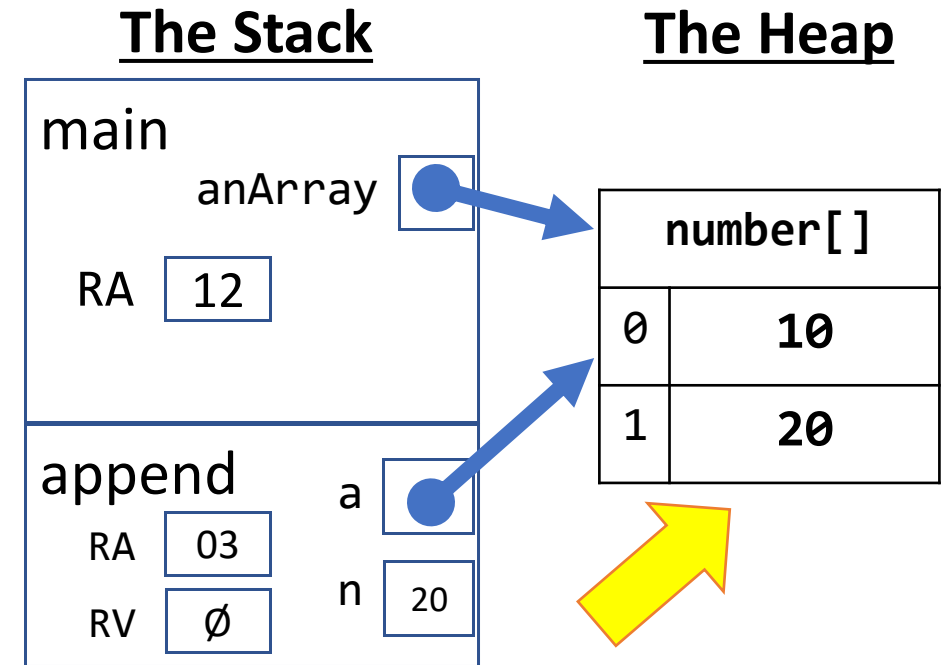 The Stack
The Heap
main
anArray
RA 12
number[]
0 10
1 20
append
a
RA 03
n 20
RV Ø